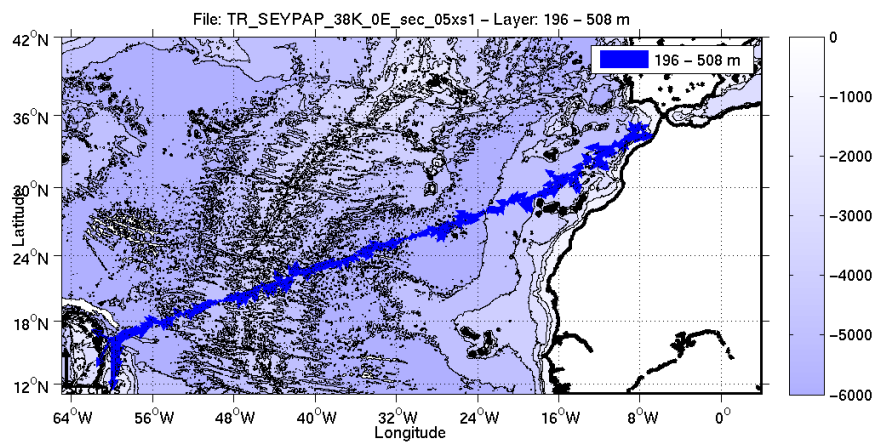 File: TR_SEYPAP_38K_0E_sec_05xs1 – Layer: 196 – 508 m
196 – 508 m
42°N
36°N
30°N
24°N
18°N
12°N
Latitude
64°W 56°W 48°W 40°W 32°W 24°W 16°W 8°W 0°
Longitude
0
−1000
−2000
−3000
−4000
−5000
−6000